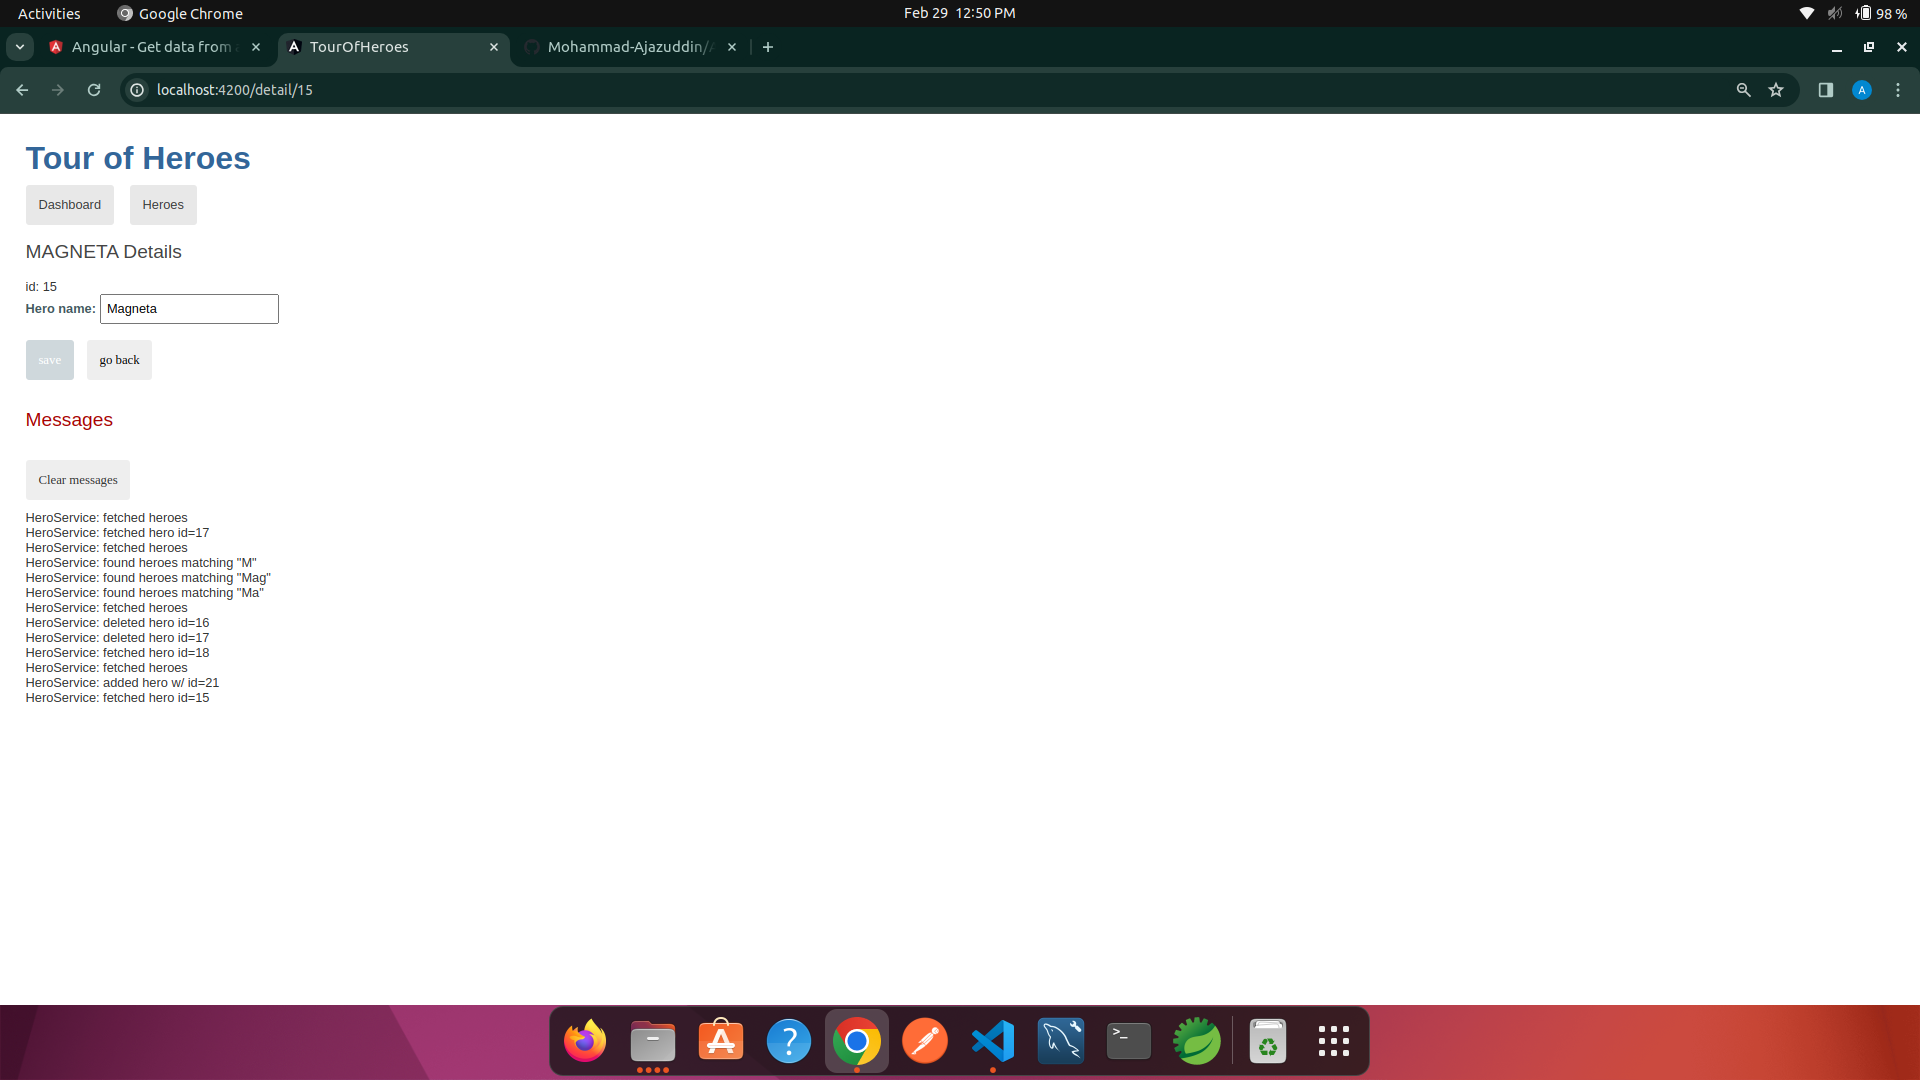 Activities
Google Chrome
Feb 29 12:50 PM
98 %
Angular - Get data from
TourOfHeroes
Mohammad-Ajazuddin/
localhost:4200/detail/15
A
Tour of Heroes
Dashboard
Heroes
MAGNETA Details
id: 15
Hero name: Magneta
save
go back
Messages
Clear messages
HeroService: fetched heroes
HeroService: fetched hero id=17
HeroService: fetched heroes
HeroService: found heroes matching "M"
HeroService: found heroes matching "Mag"
HeroService: found heroes matching "Ma"
HeroService: fetched heroes
HeroService: deleted hero id=16
HeroService: deleted hero id=17
HeroService: fetched hero id=18
HeroService: fetched heroes
HeroService: added hero w/ id=21
HeroService: fetched hero id=15